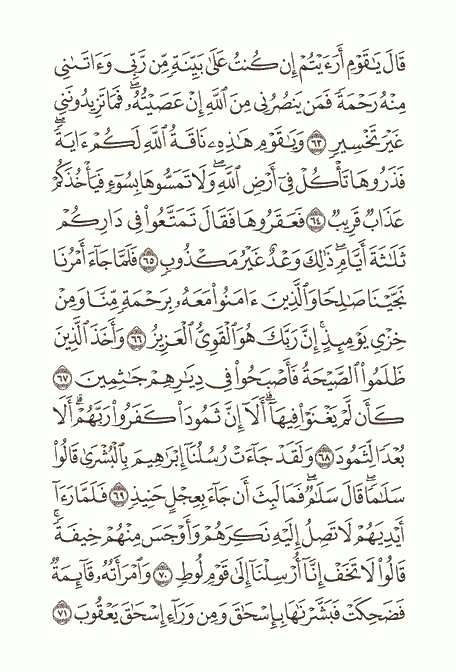 قَالَ يَٰقَوْمِ أَرَءَيْتُمْ إِن كُنتُ عَلَىٰ بَيِّنَةٍ مِّن رَّبِّى وَءَاتَىٰنِى
مِنْهُ رَحْمَةً فَمَن يَنصُرُنِى مِنَ ٱللَّهِ إِنْ عَصَيْتُهُۥ ۖ فَمَا تَزِيدُونَنِى
غَيْرَ تَخْسِيرٍ ٦٣ وَيَٰقَوْمِ هَٰذِهِۦ نَاقَةُ ٱللَّهِ لَكُمْ ءَايَةً ۖ
فَذَرُوهَا تَأْكُلْ فِىٓ أَرْضِ ٱللَّهِ ۖ وَلَا تَمَسُّوهَا بِسُوٓءٍ فَيَأْخُذَكُمْ
عَذَابٌ قَرِيبٌ ٦٤ فَعَقَرُوهَا فَقَالَ تَمَتَّعُوا۟ فِى دَارِكُمْ
ثَلَٰثَةَ أَيَّامٍ ۖ ذَٰلِكَ وَعْدٌ غَيْرُ مَكْذُوبٍ ٦٥ فَلَمَّا جَآءَ أَمْرُنَا
نَجَّيْنَا صَٰلِحًا وَٱلَّذِينَ ءَامَنُوا۟ مَعَهُۥ بِرَحْمَةٍ مِّنَّا وَمِنْ
خِزْىِ يَوْمِئِذٍ ۗ إِنَّ رَبَّكَ هُوَ ٱلْقَوِىُّ ٱلْعَزِيزُ ٦٦ وَأَخَذَ ٱلَّذِينَ
ظَلَمُوا۟ ٱلصَّيْحَةُ فَأَصْبَحُوا۟ فِى دِيَٰرِهِمْ جَٰثِمِينَ ٦٧
كَأَن لَّمْ يَغْنَوْا۟ فِيهَآ ۗ أَلَآ إِنَّ ثَمُودَا۟ كَفَرُوا۟ رَبَّهُمْ ۗ أَلَا
بُعْدًا لِّثَمُودَ ٦٨ وَلَقَدْ جَآءَتْ رُسُلُنَآ إِبْرَٰهِيمَ بِٱلْبُشْرَىٰ قَالُوا۟
سَلَٰمًا ۖ قَالَ سَلَٰمٌ ۖ فَمَا لَبِثَ أَن جَآءَ بِعِجْلٍ حَنِيذٍ ٦٩ فَلَمَّا رَءَآ
أَيْدِيَهُمْ لَا تَصِلُ إِلَيْهِ نَكِرَهُمْ وَأَوْجَسَ مِنْهُمْ خِيفَةً ۚ
قَالُوا۟ لَا تَخَفْ إِنَّآ أُرْسِلْنَآ إِلَىٰ قَوْمِ لُوطٍ ٧٠ وَٱمْرَأَتُهُۥ قَآئِمَةٌ
فَضَحِكَتْ فَبَشَّرْنَٰهَا بِإِسْحَٰقَ وَمِن وَرَآءِ إِسْحَٰقَ يَعْقُوبَ ٧١